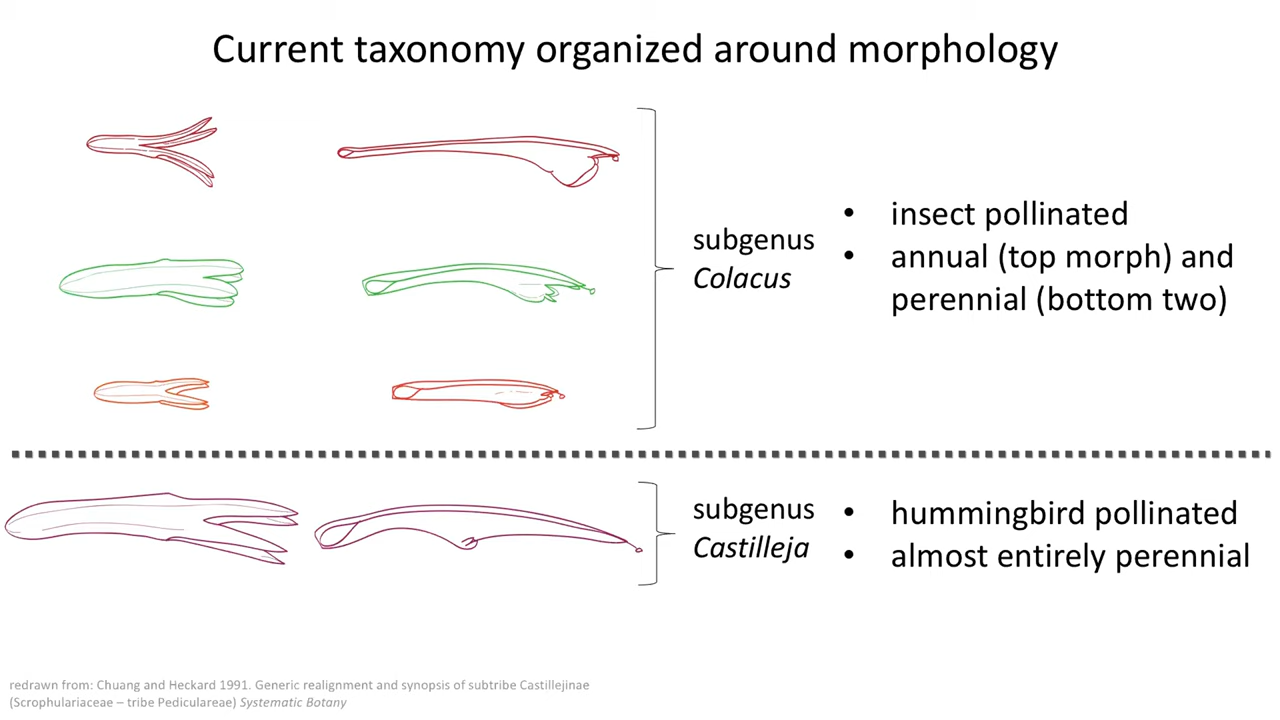 Current taxonomy organized around morphology
subgenus
Colacus
• insect pollinated
• annual (top morph) and
perennial (bottom two)
subgenus
Castilleja
• hummingbird pollinated
• almost entirely perennial
redrawn from: Chuang and Heckard 1991. Generic realignment and synopsis of subtribe Castillejinae
(Scrophulariaceae – tribe Pediculareae) Systematic Botany